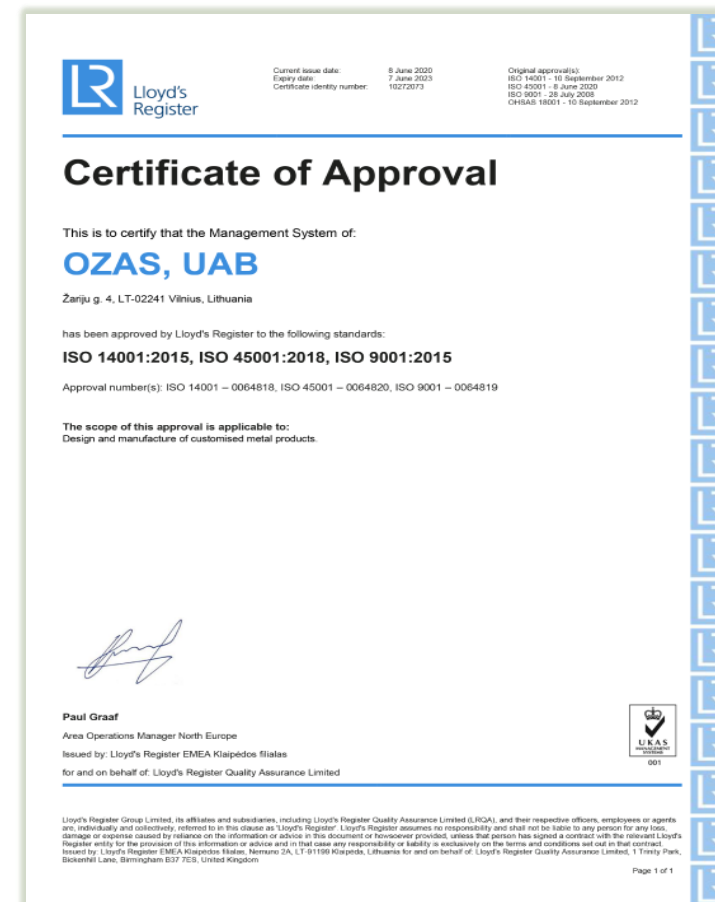 LR
Lloyd's
Register
Current issue date: 8 June 2020
Expiry date: 7 June 2023
Certificate identity number: 10272073
Original approval(s):
ISO 14001 - 10 September 2012
ISO 45001 - 8 June 2020
ISO 9001 - 28 July 2008
OHSAS 18001 - 10 September 2012
Certificate of Approval
This is to certify that the Management System of:
OZAS, UAB
Žariju g. 4, LT-02241 Vilnius, Lithuania
has been approved by Lloyd's Register to the following standards:
ISO 14001:2015, ISO 45001:2018, ISO 9001:2015
Approval number(s): ISO 14001 – 0064818, ISO 45001 – 0064820, ISO 9001 – 0064819
The scope of this approval is applicable to:
Design and manufacture of customised metal products.
Paul Graaf
Area Operations Manager North Europe
Issued by: Lloyd's Register EMEA Klaipėdos filialas
for and on behalf of: Lloyd's Register Quality Assurance Limited
UKAS
MANAGEMENT
SYSTEMS
001
Lloyd's Register Group Limited, its affiliates and subsidiaries, including Lloyd's Register Quality Assurance Limited (LRQA), and their respective officers, employees or agents
are, individually and collectively, referred to in this clause as 'Lloyd's Register'. Lloyd's Register assumes no responsibility and shall not be liable to any person for any loss,
damage or expense caused by reliance on the information or advice in this document or howsoever provided, unless that person has signed a contract with the relevant Lloyd's
Register entity for the provision of this information or advice and in that case any responsibility or liability is exclusively on the terms and conditions set out in that contract.
Issued by: Lloyd's Register EMEA Klaipėdos filialas, Nemuno 2A, LT-91199 Klaipėda, Lithuania for and on behalf of: Lloyd's Register Quality Assurance Limited, 1 Trinity Park,
Bickenhill Lane, Birmingham B37 7ES, United Kingdom
Page 1 of 1